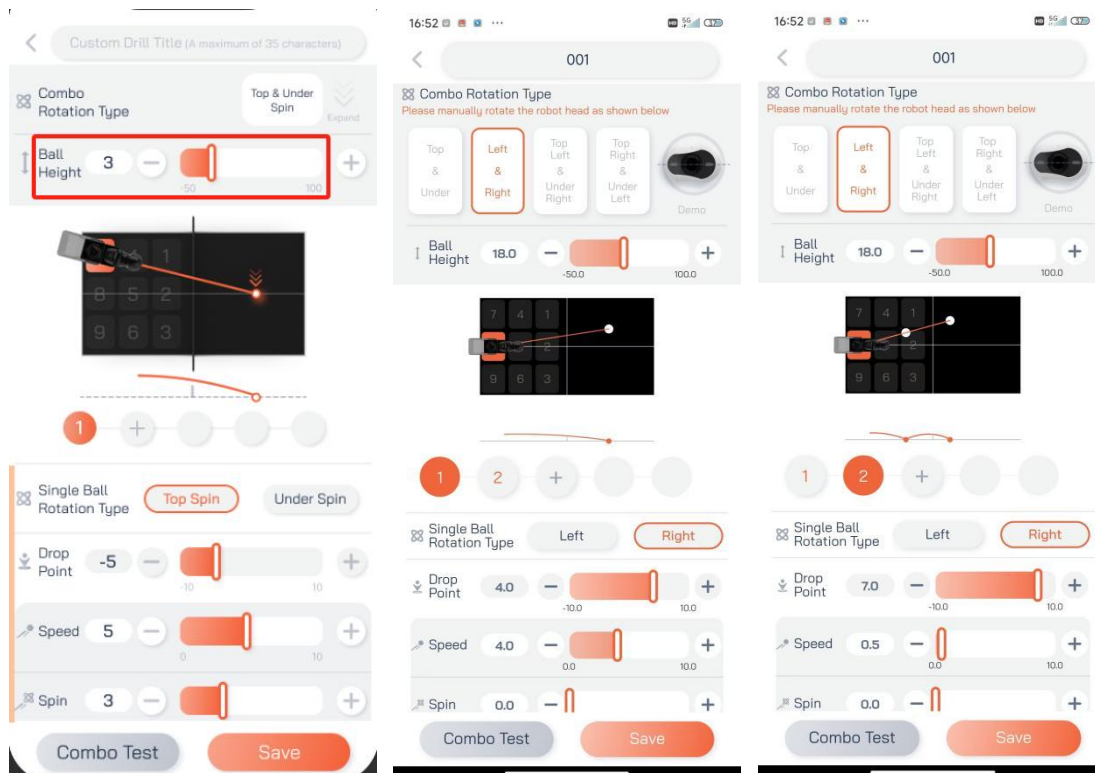 Custom Drill Title (A maximum of 35 characters)
Combo
Rotation Type
Top & Under
Spin
Expand
Ball
Height
3
-50
100
1
8
5
2
9
6
3
1
Single Ball
Rotation Type
Top Spin
Under Spin
Drop
Point
-5
-10
10
Speed
5
0
10
Spin
3
Combo Test
Save
16:52
HD
5G
37
001
Combo Rotation Type
Please manually rotate the robot head as shown below
Top
&
Under
Left
&
Right
Top
Left
&
Under
Right
Top
Right
&
Under
Left
Demo
Ball
Height
18.0
-50.0
100.0
7
4
1
2
9
6
3
1
2
Single Ball
Rotation Type
Left
Right
Drop
Point
4.0
-10.0
10.0
Speed
4.0
0.0
10.0
Spin
0.0
Combo Test
Save
16:52
HD
5G
37
001
Combo Rotation Type
Please manually rotate the robot head as shown below
Top
&
Under
Left
&
Right
Top
Left
&
Under
Right
Top
Right
&
Under
Left
Demo
Ball
Height
18.0
-50.0
100.0
7
4
1
2
9
6
3
1
2
Single Ball
Rotation Type
Left
Right
Drop
Point
7.0
-10.0
10.0
Speed
0.5
0.0
10.0
Spin
0.0
Combo Test
Save